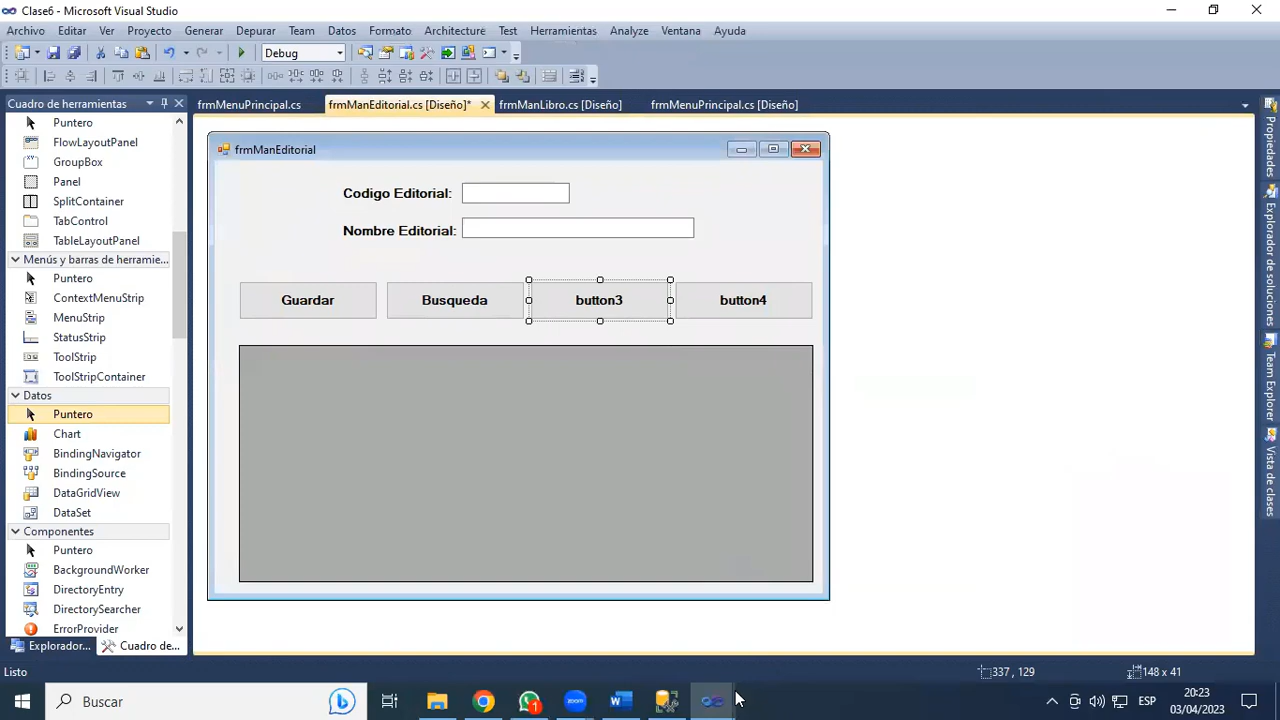 Clase6 - Microsoft Visual Studio
Archivo Editar Ver Proyecto Generar Depurar Team Datos Formato Architecture Test Herramientas Analyze Ventana Ayuda
Debug
Cuadro de herramientas
frmMenuPrincipal.cs frmManEditorial.cs [Diseño]* frmManLibro.cs [Diseño] frmMenuPrincipal.cs [Diseño]
Puntero
FlowLayoutPanel
GroupBox
Panel
SplitContainer
TabControl
TableLayoutPanel
Menús y barras de herramie...
Puntero
ContextMenuStrip
MenuStrip
StatusStrip
ToolStrip
ToolStripContainer
Datos
Puntero
Chart
BindingNavigator
BindingSource
DataGridView
DataSet
Componentes
Puntero
BackgroundWorker
DirectoryEntry
DirectorySearcher
ErrorProvider
Explorador... Cuadro de...
frmManEditorial
Codigo Editorial:
Nombre Editorial:
Guardar Busqueda button3 button4
Propiedades
Explorador de soluciones
Team Explorer
Vista de clases
Listo 337 , 129 148 x 41
Buscar
1
zoom
ESP
20:23
03/04/2023